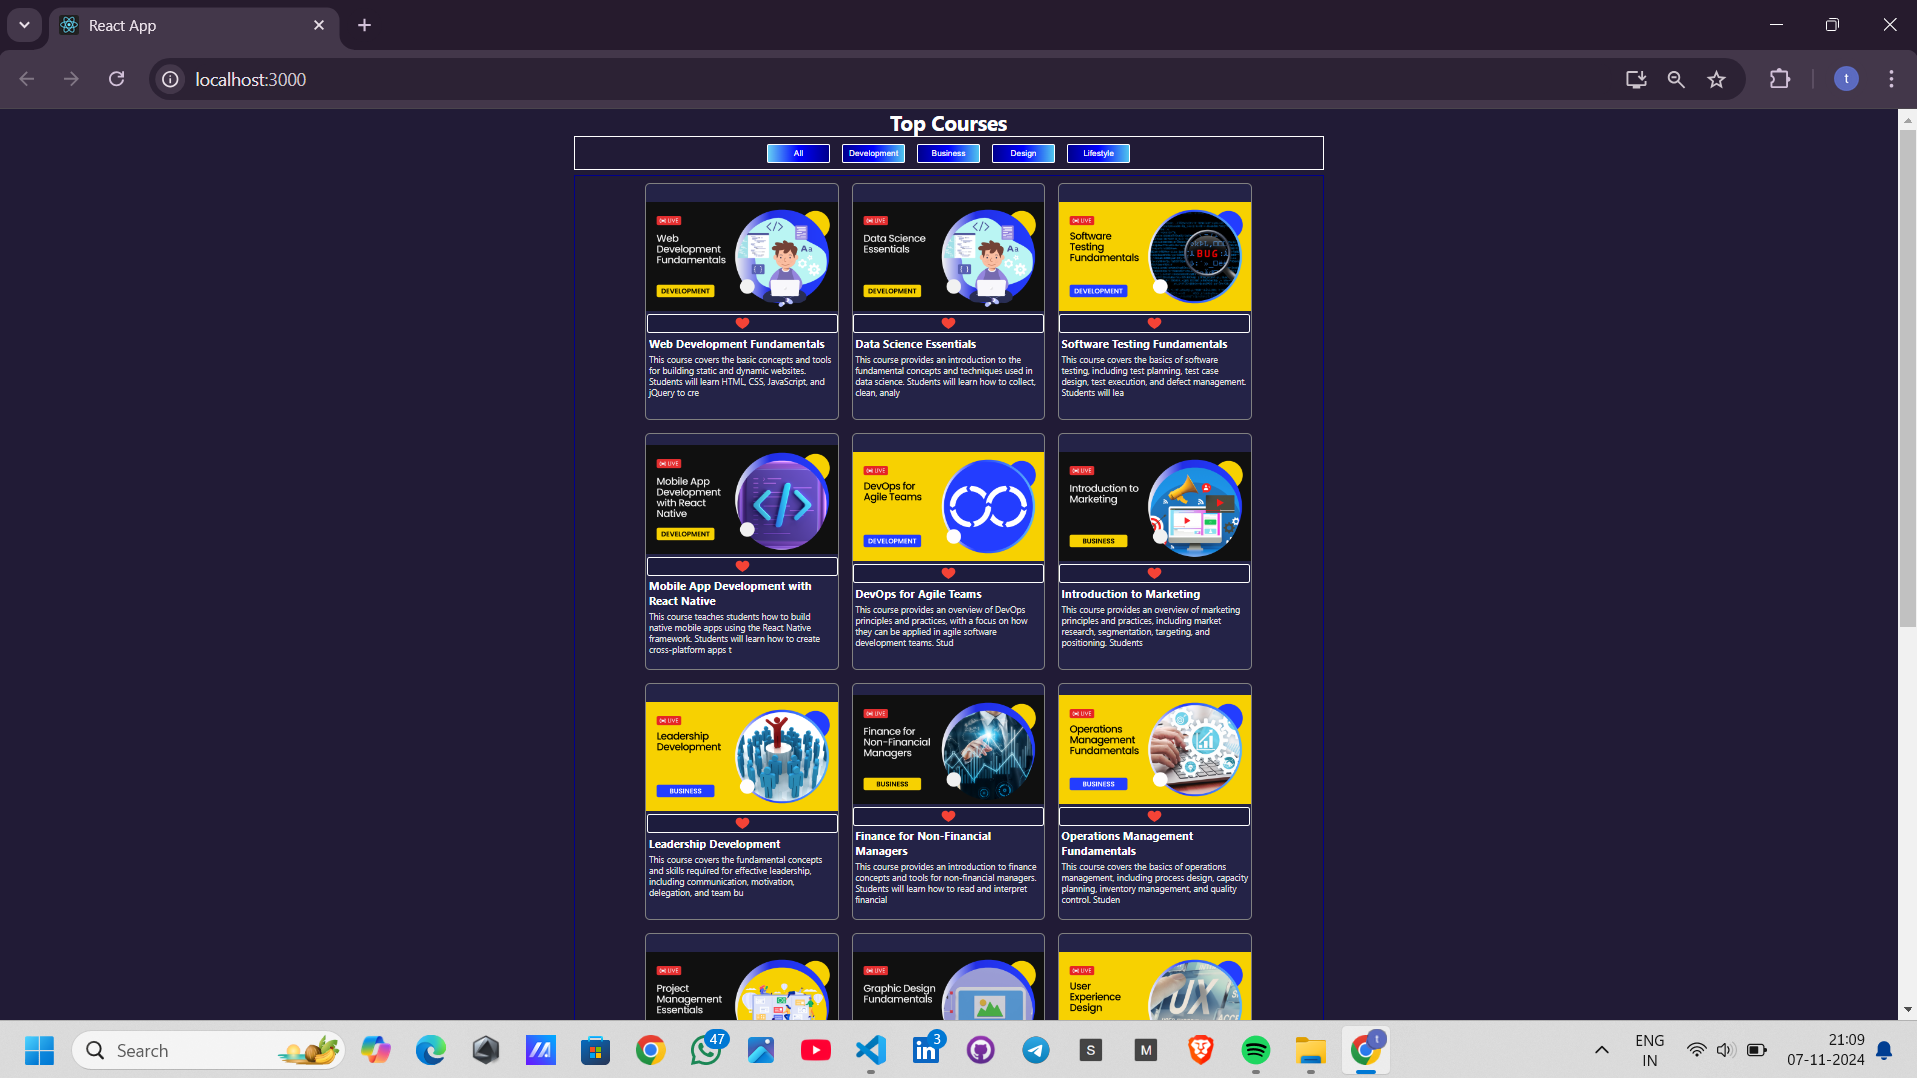 React App
localhost:3000
t
Top Courses
All
Development
Business
Design
Lifestyle
LIVE
Web
Development
Fundamentals
DEVELOPMENT
Web Development Fundamentals
This course covers the basic concepts and tools
for building static and dynamic websites.
Students will learn HTML, CSS, JavaScript, and
jQuery to cre
LIVE
Data Science
Essentials
DEVELOPMENT
Data Science Essentials
This course provides an introduction to the
fundamental concepts and techniques used in
data science. Students will learn how to collect,
clean, analy
LIVE
Software
Testing
Fundamentals
BUG
DEVELOPMENT
Software Testing Fundamentals
This course covers the basics of software
testing, including test planning, test case
design, test execution, and defect management.
Students will lea
LIVE
Mobile App
Development
with React
Native
DEVELOPMENT
Mobile App Development with
React Native
This course teaches students how to build
native mobile apps using the React Native
framework. Students will learn how to create
cross-platform apps t
LIVE
DevOps for
Agile Teams
DEVELOPMENT
DevOps for Agile Teams
This course provides an overview of DevOps
principles and practices, with a focus on how
they can be applied in agile software
development teams. Stud
LIVE
Introduction to
Marketing
BUSINESS
Introduction to Marketing
This course provides an overview of marketing
principles and practices, including market
research, segmentation, targeting, and
positioning. Students
LIVE
Leadership
Development
BUSINESS
Leadership Development
This course covers the fundamental concepts
and skills required for effective leadership,
including communication, motivation,
delegation, and team bu
LIVE
Finance for
Non-Financial
Managers
BUSINESS
Finance for Non-Financial
Managers
This course provides an introduction to finance
concepts and tools for non-financial managers.
Students will learn how to read and interpret
financial
LIVE
Operations
Management
Fundamentals
BUSINESS
Operations Management
Fundamentals
This course covers the basics of operations
management, including process design, capacity
planning, inventory management, and quality
control. Studen
LIVE
Project
Management
Essentials
LIVE
Graphic Design
Fundamentals
LIVE
User
Experience
Design
UX
Search
47
3
S
M
t
ENG
IN
21:09
07-11-2024